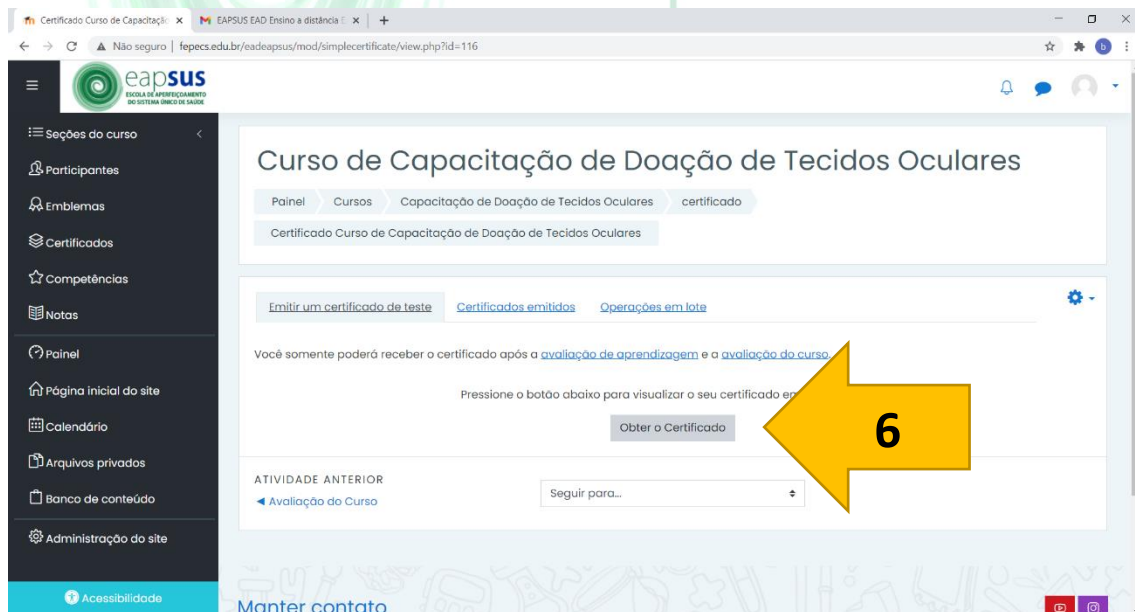 Certificado Curso de Capacitaçã
EAPSUS EAD Ensino a distância E
Não seguro | fepecs.edu.br/eadeapsus/mod/simplecertificate/view.php?id=116
b
eapsus
ESCOLA DE APERFEIÇOAMENTO
DO SISTEMA ÚNICO DE SAÚDE
Seções do curso
Participantes
Emblemas
Certificados
Competências
Notas
Painel
Página inicial do site
Calendário
Arquivos privados
Banco de conteúdo
Administração do site
Acessibilidade
Curso de Capacitação de Doação de Tecidos Oculares
Painel Cursos Capacitação de Doação de Tecidos Oculares certificado
Certificado Curso de Capacitação de Doação de Tecidos Oculares
Emitir um certificado de teste Certificados emitidos Operações em lote
Você somente poderá receber o certificado após a avaliação de aprendizagem e a avaliação do curso.
Pressione o botão abaixo para visualizar o seu certificado em
Obter o Certificado
6
ATIVIDADE ANTERIOR
◄ Avaliação do Curso
Seguir para...
Manter contato